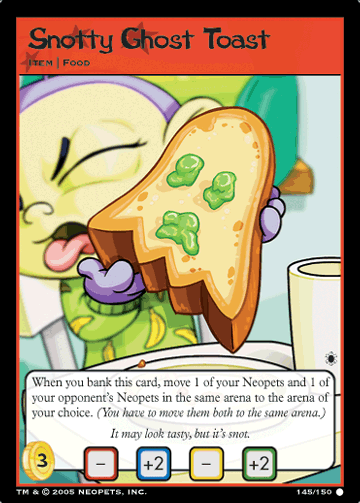 Snotty Ghost Toast
Item | Food
When you bank this card, move 1 of your Neopets and 1 of
your opponent's Neopets in the same arena to the arena of
your choice. (You have to move them both to the same arena.)
It may look tasty, but it's snot.
3
– +2 – +2
TM & © 2005 NEOPETS, INC. 145/150